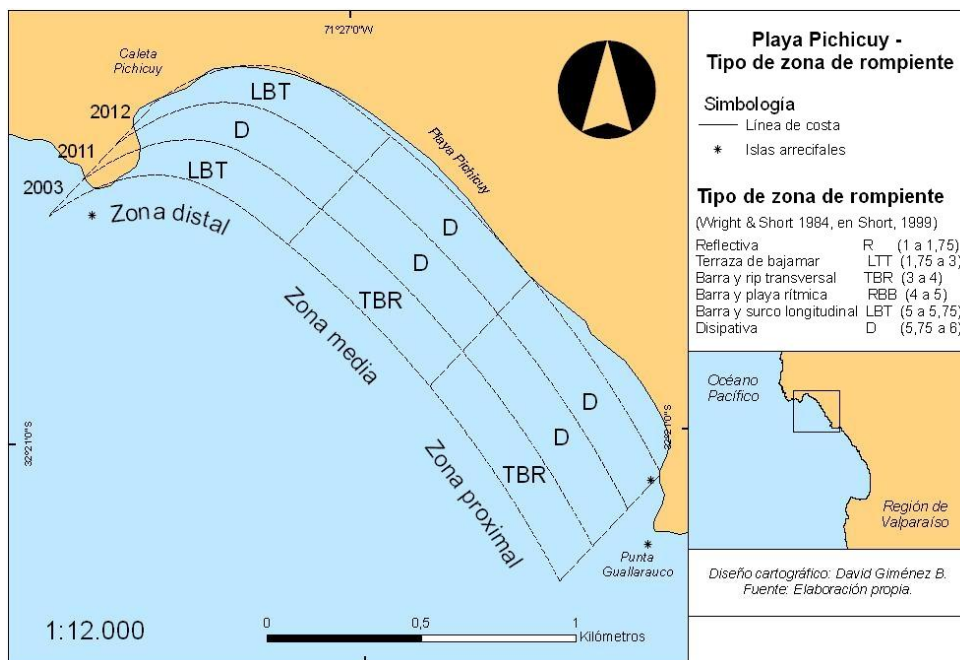 71°27'0"W
Caleta
Pichicuy
2012
2011
2003
LBT
D
LBT
Zona distal
Playa Pichicuy
D
D
TBR
Zona media
D
D
TBR
Zona proximal
32°21'0"S
32°21'0"S
Punta
Guallarauco
1:12.000
0
0,5
1
Kilómetros
Playa Pichicuy -
Tipo de zona de rompiente
Simbología
Línea de costa
Islas arrecifales
Tipo de zona de rompiente
(Wright & Short 1984, en Short, 1999)
Reflectiva R (1 a 1,75)
Terraza de bajamar LTT (1,75 a 3)
Barra y rip transversal TBR (3 a 4)
Barra y playa rítmica RBB (4 a 5)
Barra y surco longitudinal LBT (5 a 5,75)
Disipativa D (5,75 a 6)
Océano
Pacífico
Región de
Valparaíso
Diseño cartográfico: David Giménez B.
Fuente: Elaboración propia.